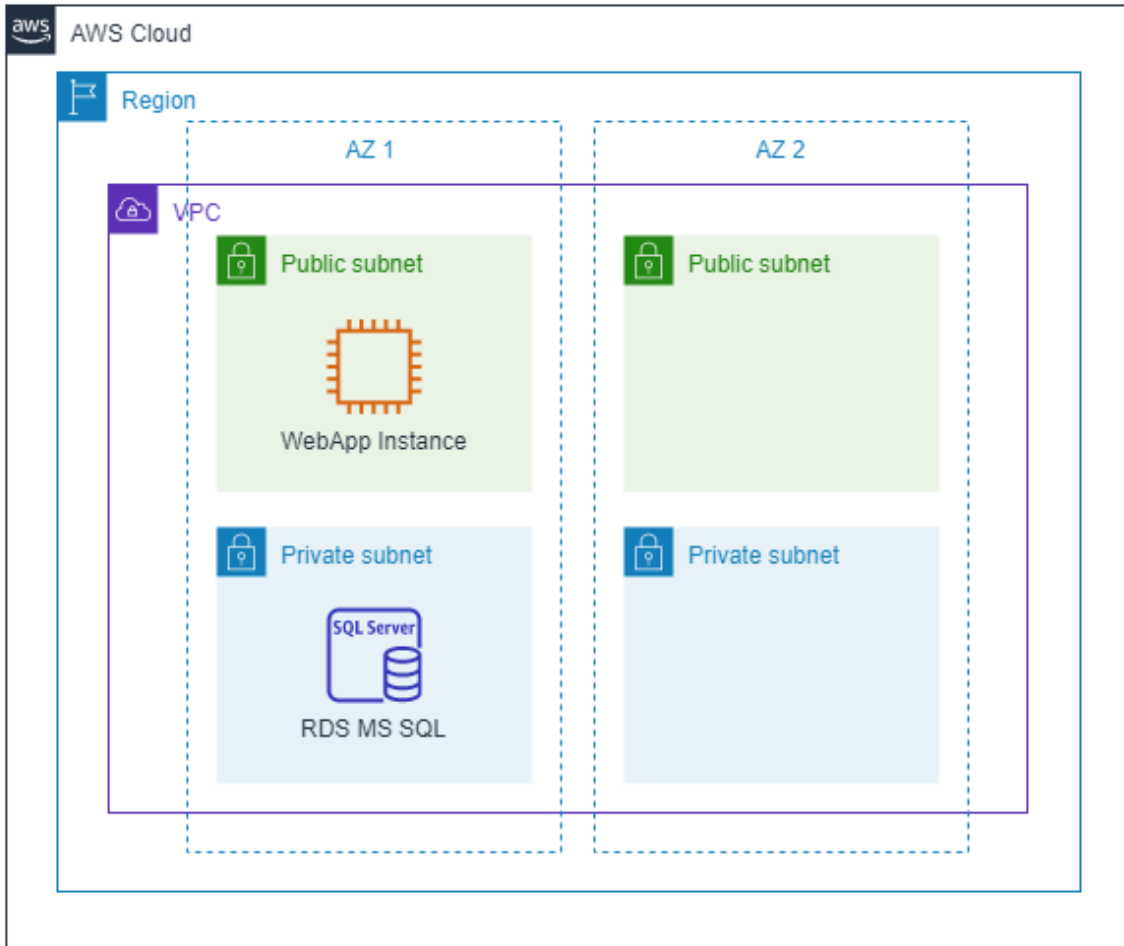 aws
AWS Cloud
Region
AZ 1
AZ 2
VPC
Public subnet
Public subnet
WebApp Instance
Private subnet
Private subnet
SQL Server
RDS MS SQL